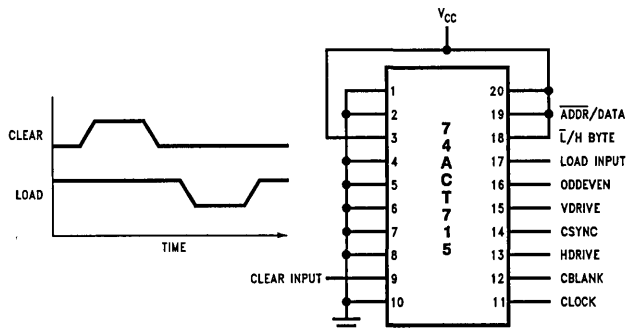 VCC
CLEAR
LOAD
TIME
1 20
2 19 ADDR/DATA
3 18 L/H BYTE
4 17 LOAD INPUT
5 16 ODDEVEN
6 15 VDRIVE
7 14 CSYNC
8 13 HDRIVE
CLEAR INPUT 9 12 CBLANK
10 11 CLOCK
74ACT715